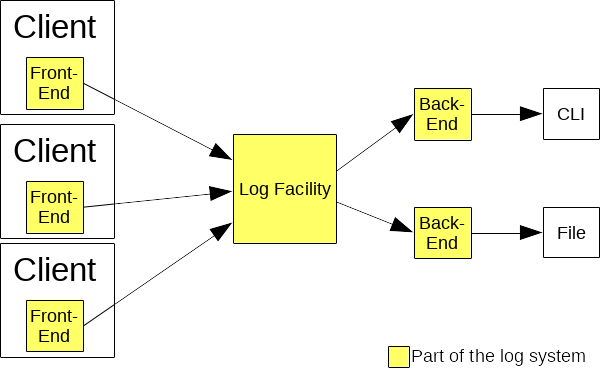 Client
Front-
End
Client
Front-
End
Client
Front-
End
Log Facility
Back-
End
CLI
Back-
End
File
Part of the log system